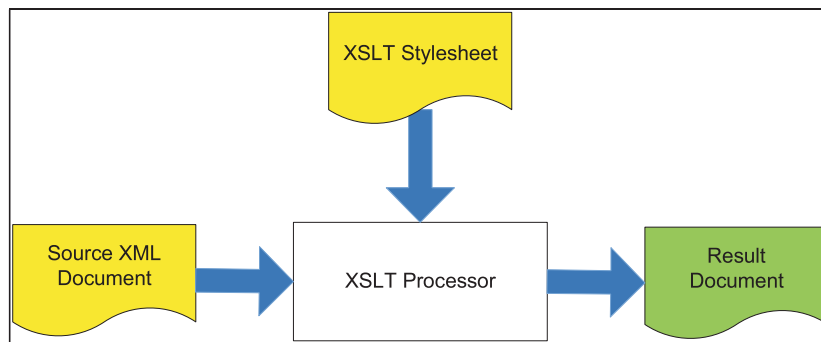 XSLT Stylesheet
Source XML
Document
XSLT Processor
Result
Document